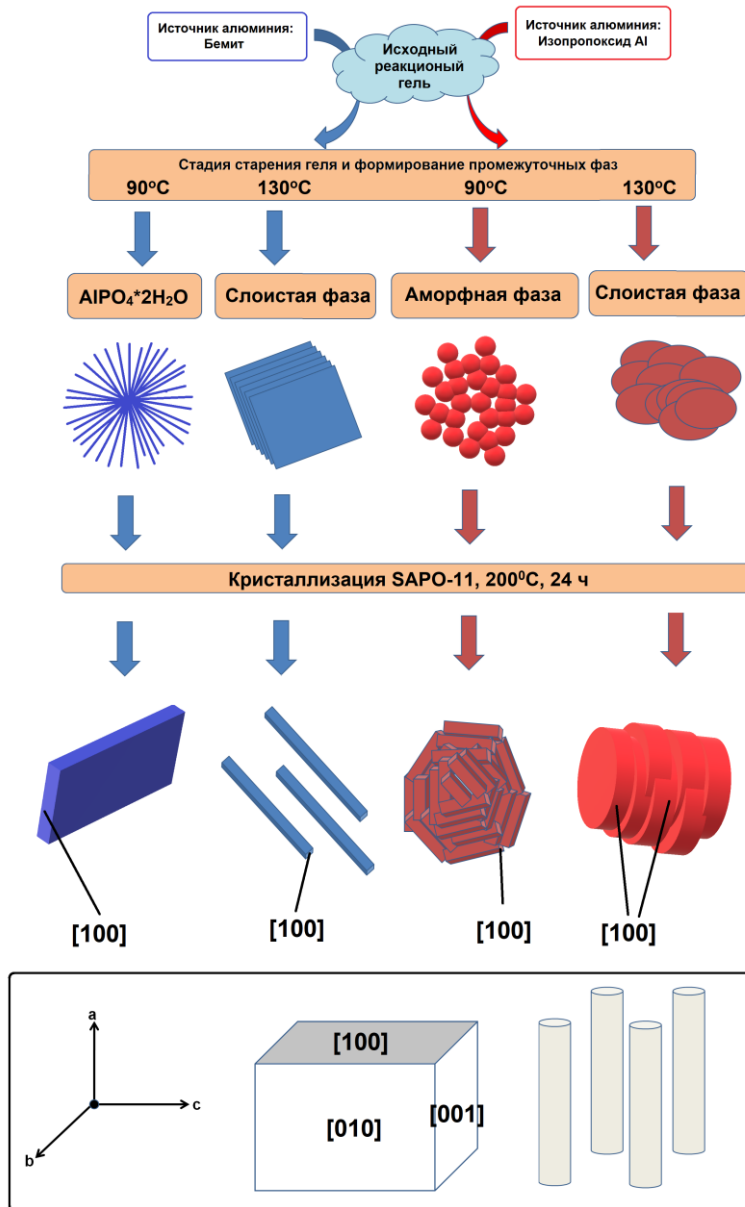 Источник алюминия:
Бемит
Исходный
реакционый
гель
Источник алюминия:
Изопропоксид Al
Стадия старения геля и формирование промежуточных фаз
90°C 130°C 90°C 130°C
AlPO₄*2H₂O Слоистая фаза Аморфная фаза Слоистая фаза
Кристаллизация SAPO-11, 200⁰C, 24 ч
[100] [100] [100] [100]
a
c
b
[100]
[010]
[001]